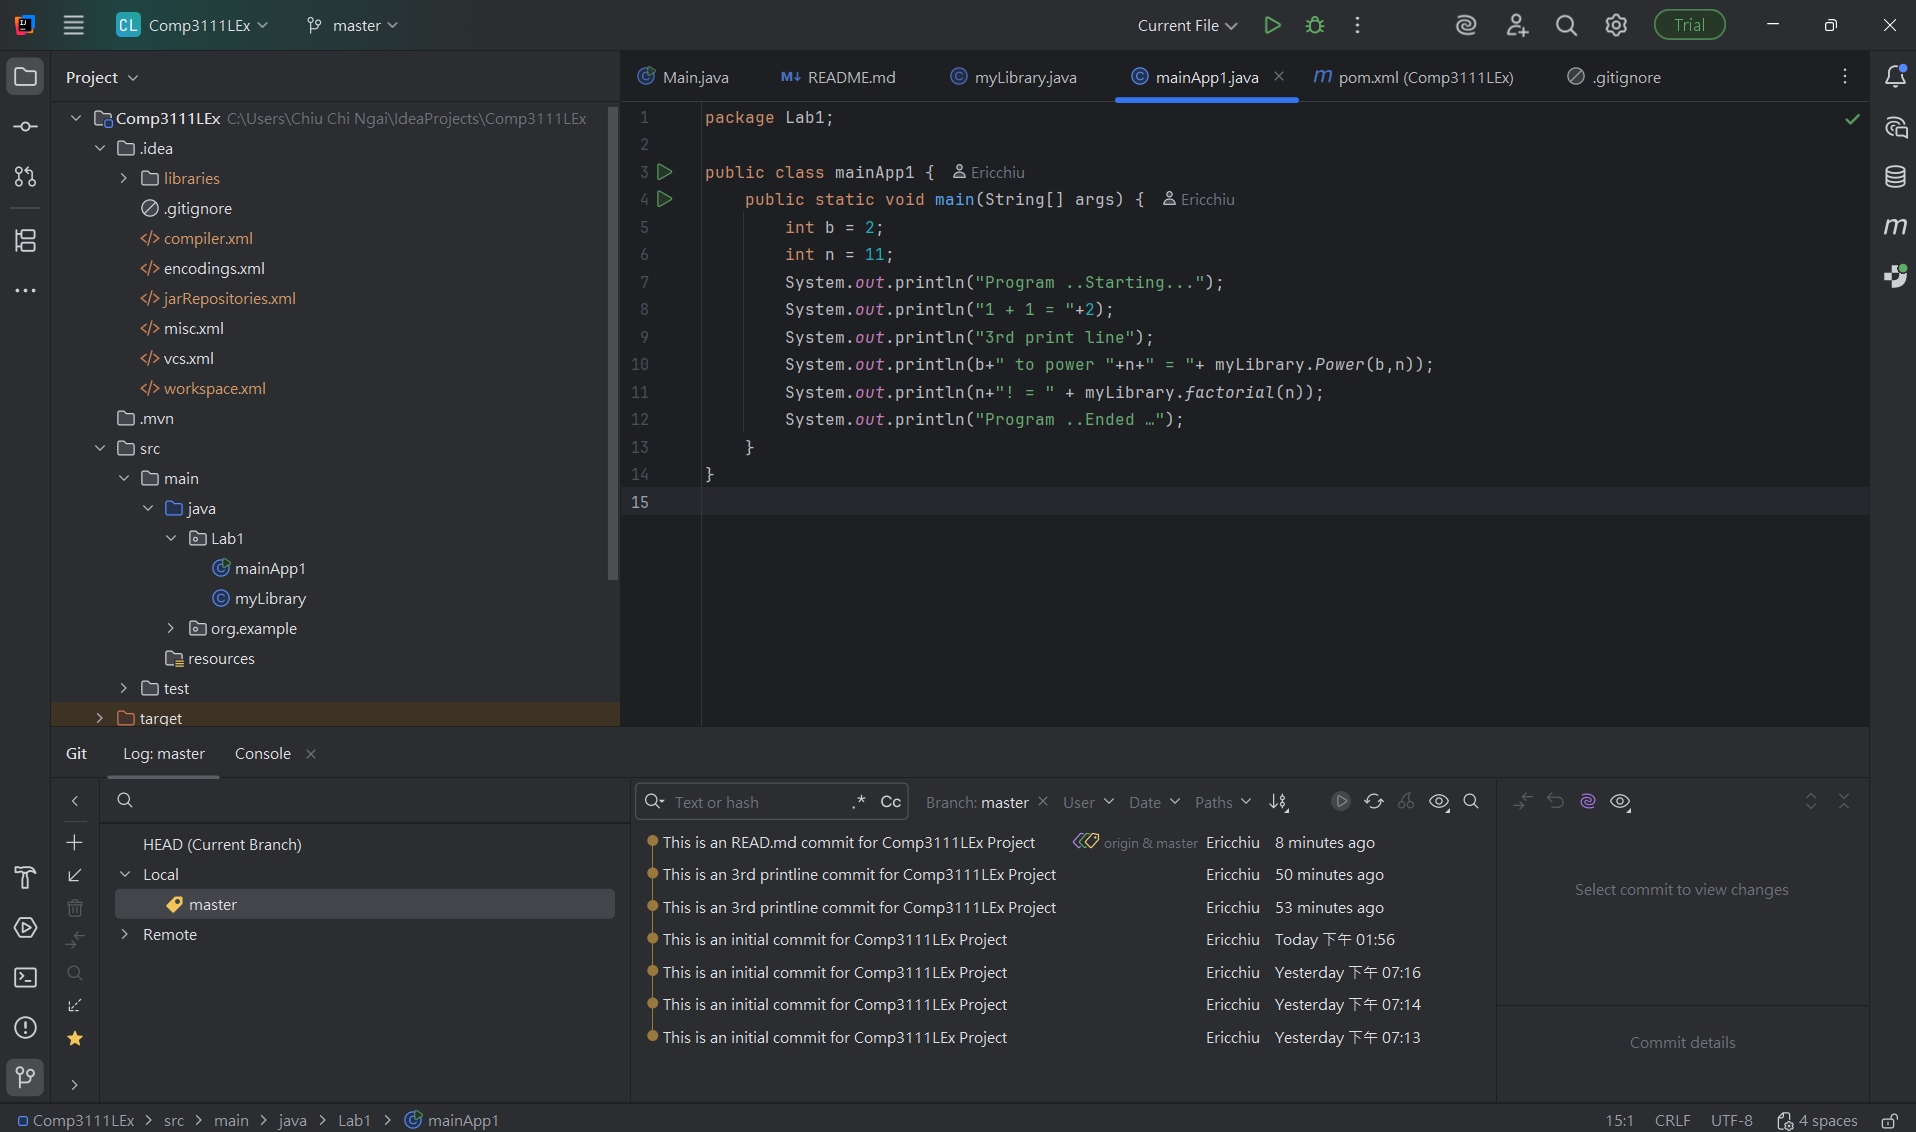 CL Comp3111LEx master Current File Trial
Project
Main.java README.md myLibrary.java mainApp1.java pom.xml (Comp3111LEx) .gitignore
Comp3111LEx C:\Users\Chiu Chi Ngai\IdeaProjects\Comp3111LEx
.idea
libraries
.gitignore
compiler.xml
encodings.xml
jarRepositories.xml
misc.xml
vcs.xml
workspace.xml
.mvn
src
main
java
Lab1
mainApp1
myLibrary
org.example
resources
test
target
1 package Lab1;
2
3 public class mainApp1 { Ericchiu
4 public static void main(String[] args) { Ericchiu
5 int b = 2;
6 int n = 11;
7 System.out.println("Program ..Starting...");
8 System.out.println("1 + 1 = "+2);
9 System.out.println("3rd print line");
10 System.out.println(b+" to power "+n+" = "+ myLibrary.Power(b,n));
11 System.out.println(n+"! = " + myLibrary.factorial(n));
12 System.out.println("Program ..Ended …");
13 }
14 }
15
Git Log: master Console
HEAD (Current Branch)
Local
master
Remote
Text or hash .* Cc Branch: master User Date Paths
This is an READ.md commit for Comp3111LEx Project origin & master Ericchiu 8 minutes ago
This is an 3rd printline commit for Comp3111LEx Project Ericchiu 50 minutes ago
This is an 3rd printline commit for Comp3111LEx Project Ericchiu 53 minutes ago
This is an initial commit for Comp3111LEx Project Ericchiu Today 下午 01:56
This is an initial commit for Comp3111LEx Project Ericchiu Yesterday 下午 07:16
This is an initial commit for Comp3111LEx Project Ericchiu Yesterday 下午 07:14
This is an initial commit for Comp3111LEx Project Ericchiu Yesterday 下午 07:13
Select commit to view changes
Commit details
Comp3111LEx > src > main > java > Lab1 > mainApp1 15:1 CRLF UTF-8 4 spaces